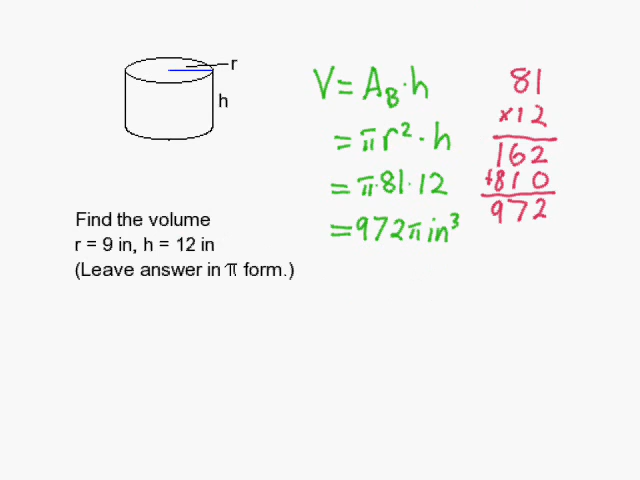 r
h
Find the volume
r = 9 in, h = 12 in
(Leave answer in π form.)
V = A_B · h
= πr² · h
= π·81·12
= 972π in³
81
×12
162
+810
972